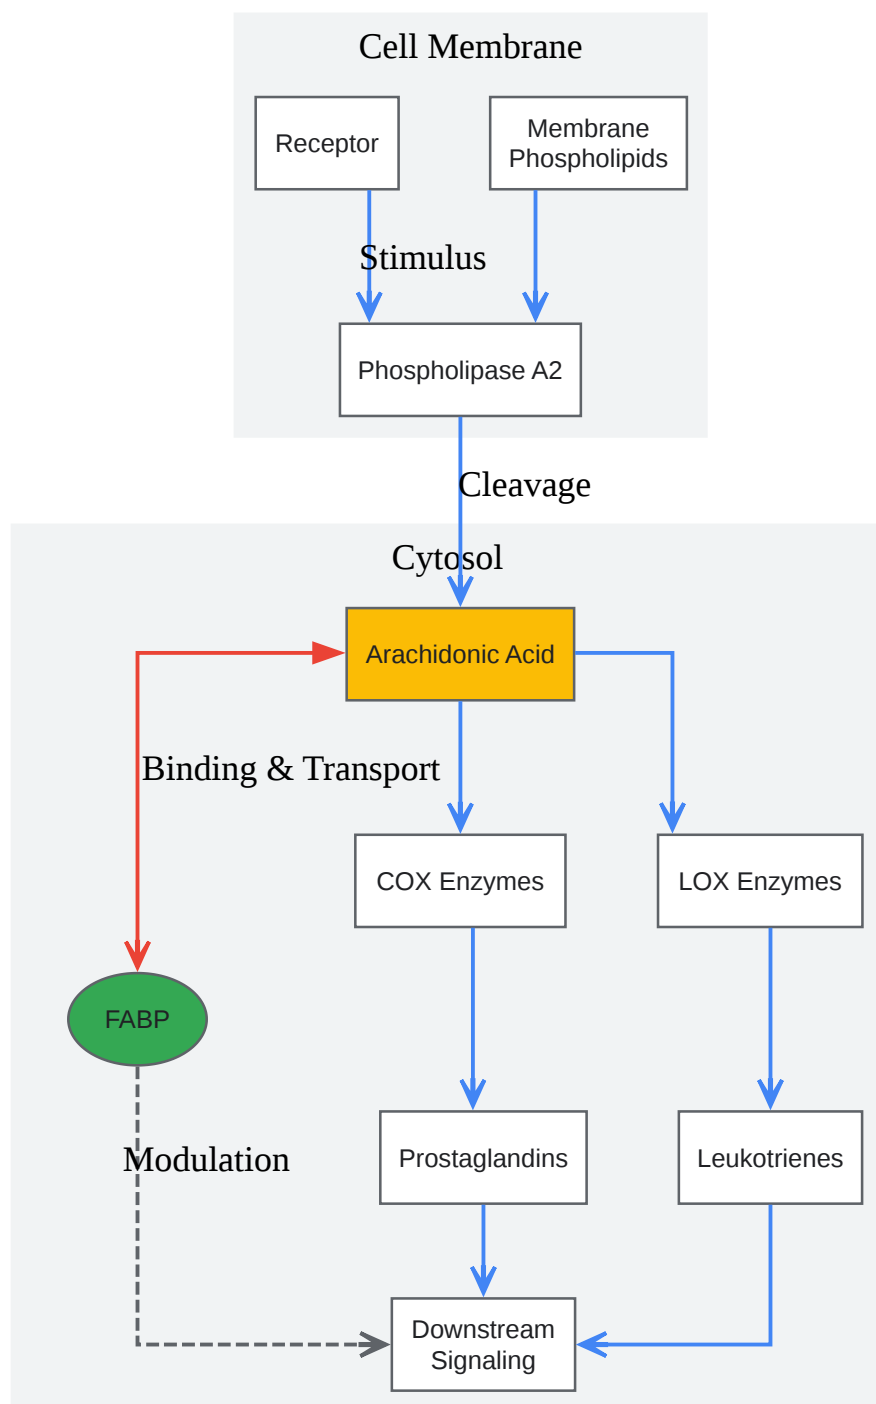 Cell Membrane
Receptor
Membrane
Phospholipids
Stimulus
Phospholipase A2
Cleavage
Cytosol
Arachidonic Acid
Binding & Transport
COX Enzymes
LOX Enzymes
FABP
Modulation
Prostaglandins
Leukotrienes
Downstream
Signaling